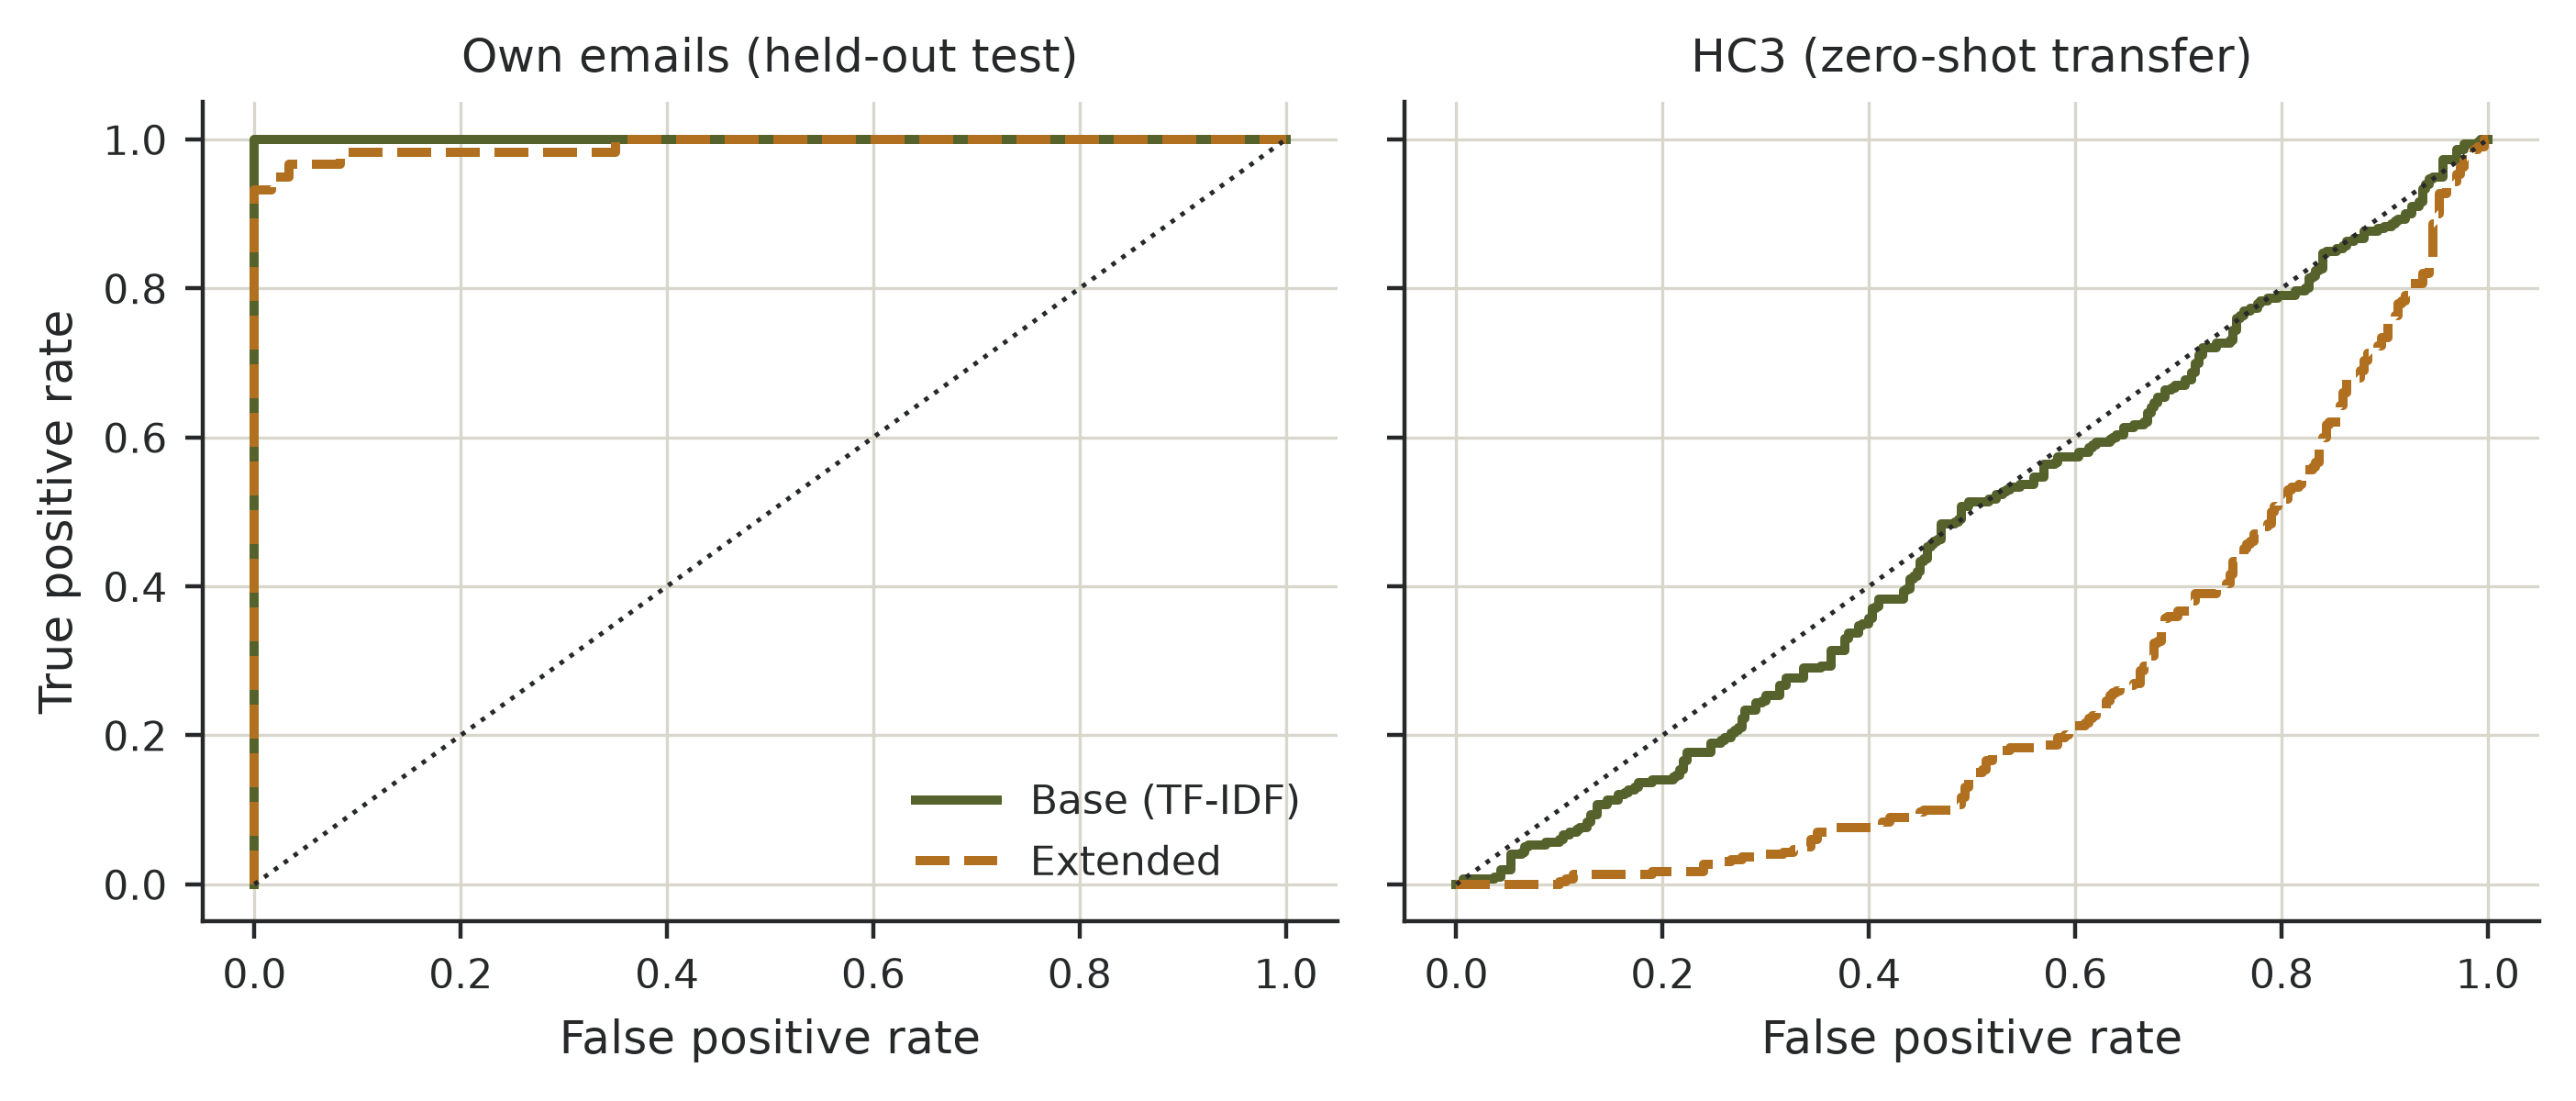 Own emails (held-out test)
HC3 (zero-shot transfer)
True positive rate
1.0
0.8
0.6
0.4
0.2
0.0
Base (TF-IDF)
Extended
0.0 0.2 0.4 0.6 0.8 1.0
0.0 0.2 0.4 0.6 0.8 1.0
False positive rate
False positive rate